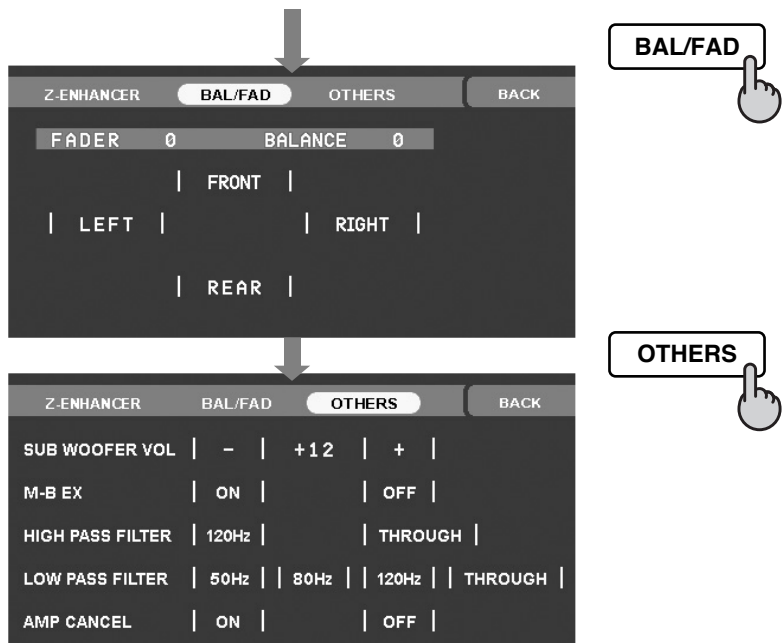 BAL/FAD
Z-ENHANCER BAL/FAD OTHERS BACK
FADER 0 BALANCE 0
FRONT
LEFT RIGHT
REAR
OTHERS
Z-ENHANCER BAL/FAD OTHERS BACK
SUB WOOFER VOL - +12 +
M-B EX ON OFF
HIGH PASS FILTER 120Hz THROUGH
LOW PASS FILTER 50Hz 80Hz 120Hz THROUGH
AMP CANCEL ON OFF